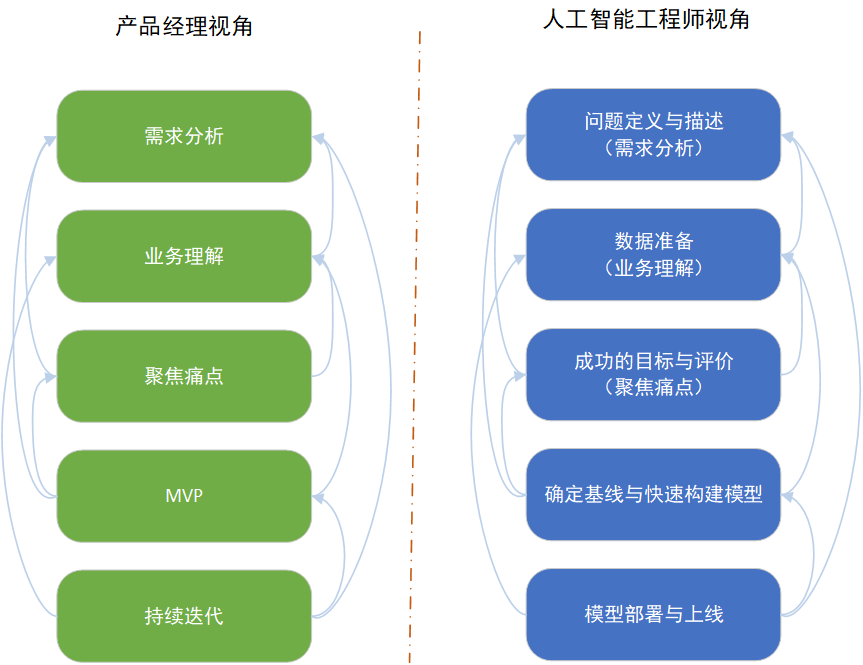 产品经理视角
需求分析
业务理解
聚焦痛点
MVP
持续迭代
人工智能工程师视角
问题定义与描述
（需求分析）
数据准备
（业务理解）
成功的目标与评价
（聚焦痛点）
确定基线与快速构建模型
模型部署与上线